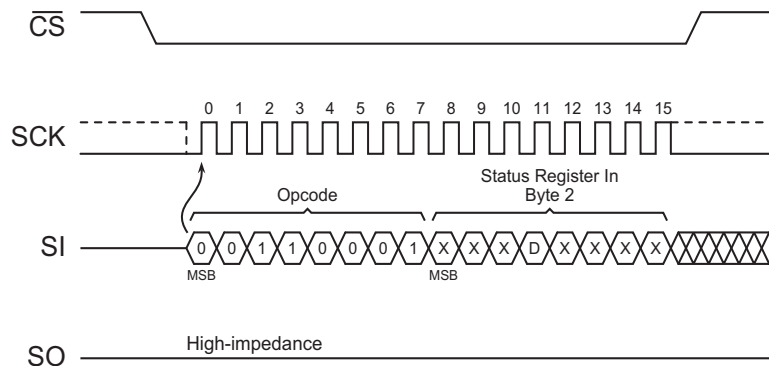 CS
0 1 2 3 4 5 6 7 8 9 10 11 12 13 14 15
SCK
Status Register In
Byte 2
Opcode
SI
0 0 1 1 0 0 0 1 X X X D X X X X
MSB MSB
High-impedance
SO